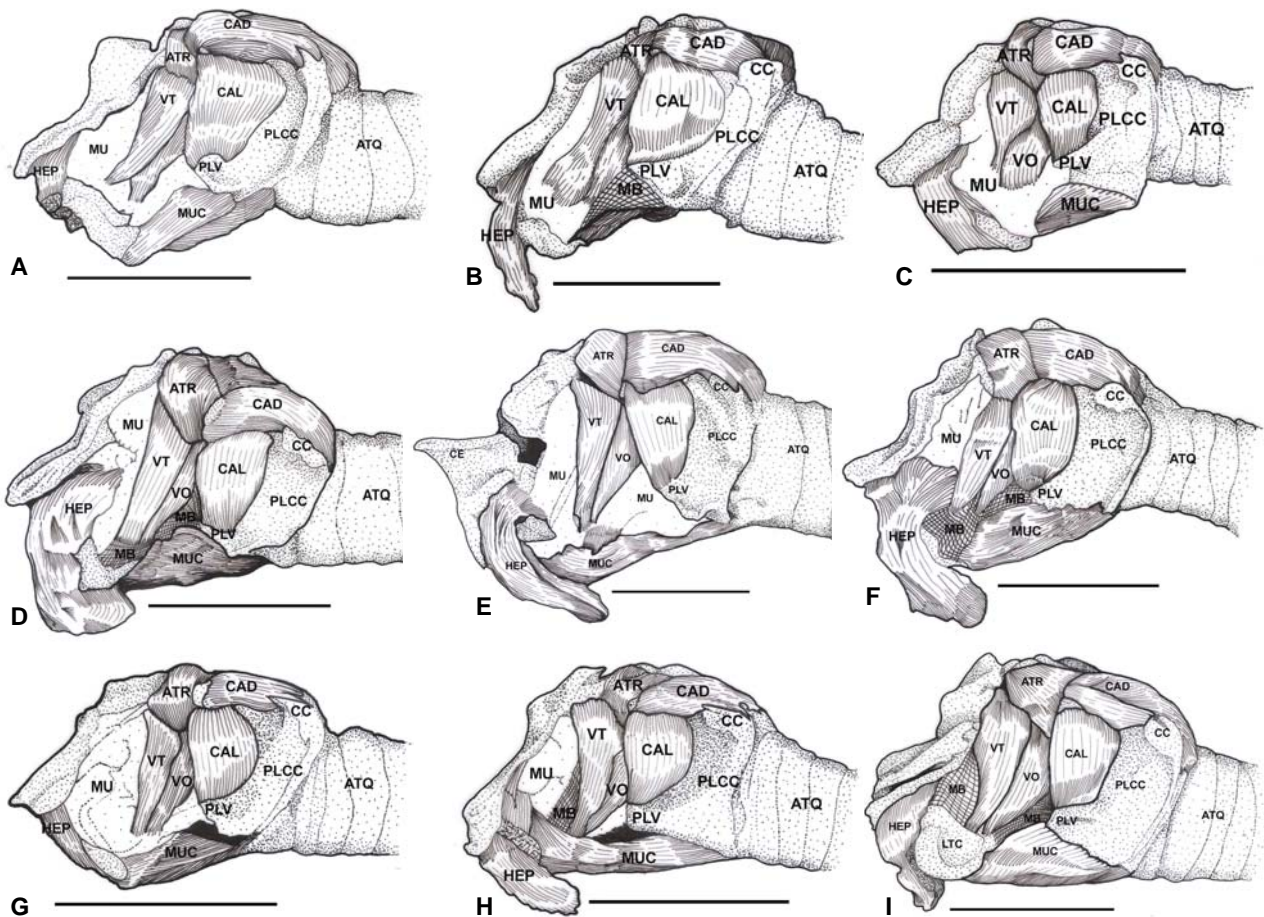 CAD
ATR
VT
CAL
MU
PLCC
ATQ
HEP
PLV
MUC
A
ATR
CAD
CC
VT
CAL
PLCC
ATQ
PLV
MB
MU
HEP
B
ATR
CAD
CC
VT
CAL
PLCC
ATQ
VO
PLV
MU
HEP
MUC
C
ATR
CAD
MU
CC
VT
CAL
HEP
VO
PLCC
ATQ
MB
PLV
MB
MUC
D
ATR
CAD
CC
VT
CAL
PLCC
CE
VO
ATQ
MU
PLV
MU
HEP
MUC
E
ATR
CAD
CC
MU
CAL
VT
PLCC
ATQ
VO
MB
PLV
HEP
MB
MUC
F
ATR
CAD
CC
CAL
MU
VT
VO
PLCC
ATQ
PLV
HEP
MUC
G
ATR
CAD
CC
VT
CAL
MU
PLCC
ATQ
VO
MB
PLV
MUC
HEP
H
ATR
CAD
CC
VT
CAL
VO
PLCC
MB
ATQ
MB
PLV
HEP
LTC
MUC
I